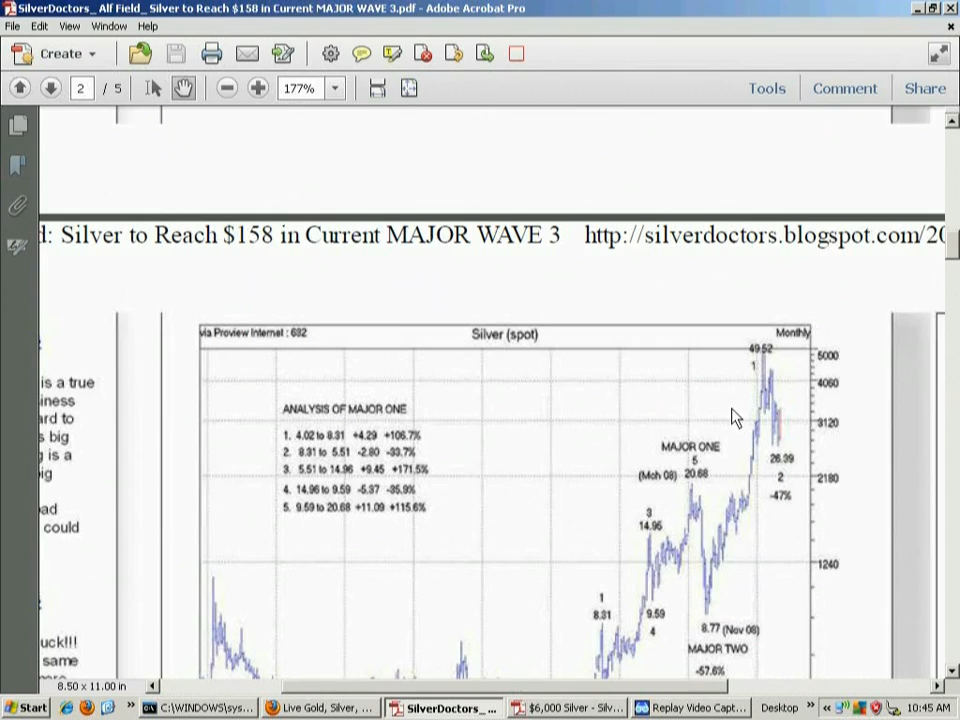 SilverDoctors_ Alf Field_ Silver to Reach $158 in Current MAJOR WAVE 3.pdf - Adobe Acrobat Pro
File Edit View Window Help
Create
2 / 5 177% Tools Comment Share
d: Silver to Reach $158 in Current MAJOR WAVE 3 http://silverdoctors.blogspot.com/20
via Proview Internet : 692 Silver (spot) Monthly
49.52
1
5000
is a true
4060
iness
ard to
ANALYSIS OF MAJOR ONE
3120
s big
1. 4.02 to 8.31 +4.29 +106.7%
g is a
2. 8.31 to 5.51 -2.80 -33.7%
MAJOR ONE
5
26.39
ig
3. 5.51 to 14.96 +9.45 +171.5%
(Mch 08) 20.68
2
2180
4. 14.96 to 9.59 -5.37 -35.9%
-47%
ad
5. 9.59 to 20.68 +11.09 +115.6%
3
could
14.95
1240
1
8.31
9.59
4
8.77 (Nov 08)
uck!!!
MAJOR TWO
same
-57.6%
8.50 x 11.00 in
Start C:\WINDOWS\sys... Live Gold, Silver, ... SilverDoctors_ ... $6,000 Silver - Silv... Replay Video Capt... Desktop 10:45 AM